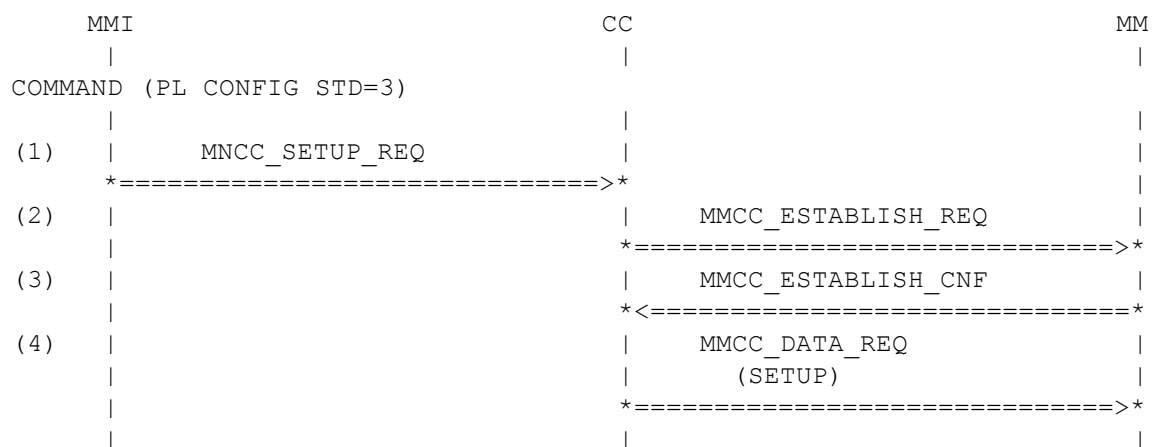 MMI CC MM
COMMAND (PL CONFIG STD=3)
(1) MNCC_SETUP_REQ
(2) MMCC_ESTABLISH_REQ
(3) MMCC_ESTABLISH_CNF
(4) MMCC_DATA_REQ
(SETUP)